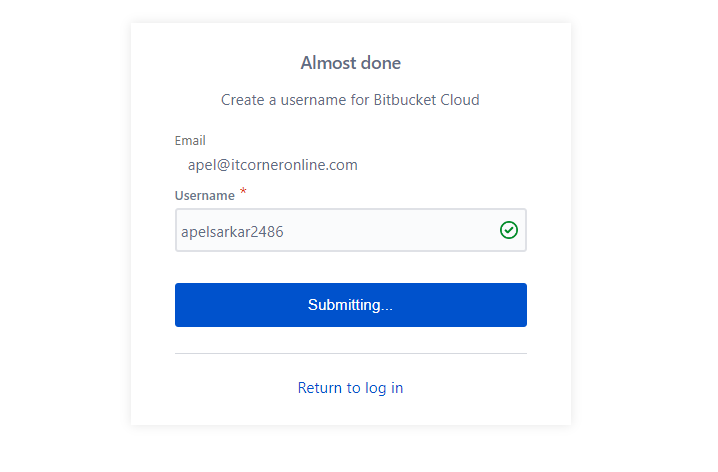 Almost done
Create a username for Bitbucket Cloud
Email
apel@itcorneronline.com
Username *
apelsarkar2486
Submitting...
Return to log in